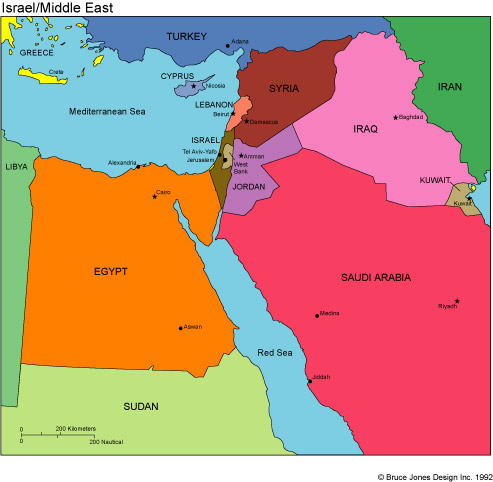 Israel/Middle East
TURKEY
Adana
GREECE
Crete
CYPRUS
Nicosia
SYRIA
IRAN
LEBANON
Beirut
Damascus
Mediterranean Sea
IRAQ
Baghdad
ISRAEL
Tel Aviv-Yafo
Jerusalem
Amman
West
Bank
LIBYA
Alexandria
JORDAN
KUWAIT
Kuwait
Cairo
EGYPT
SAUDI ARABIA
Riyadh
Medina
Aswan
Red Sea
Jiddah
SUDAN
0
200 Kilometers
0
200 Nautical
© Bruce Jones Design Inc. 1992